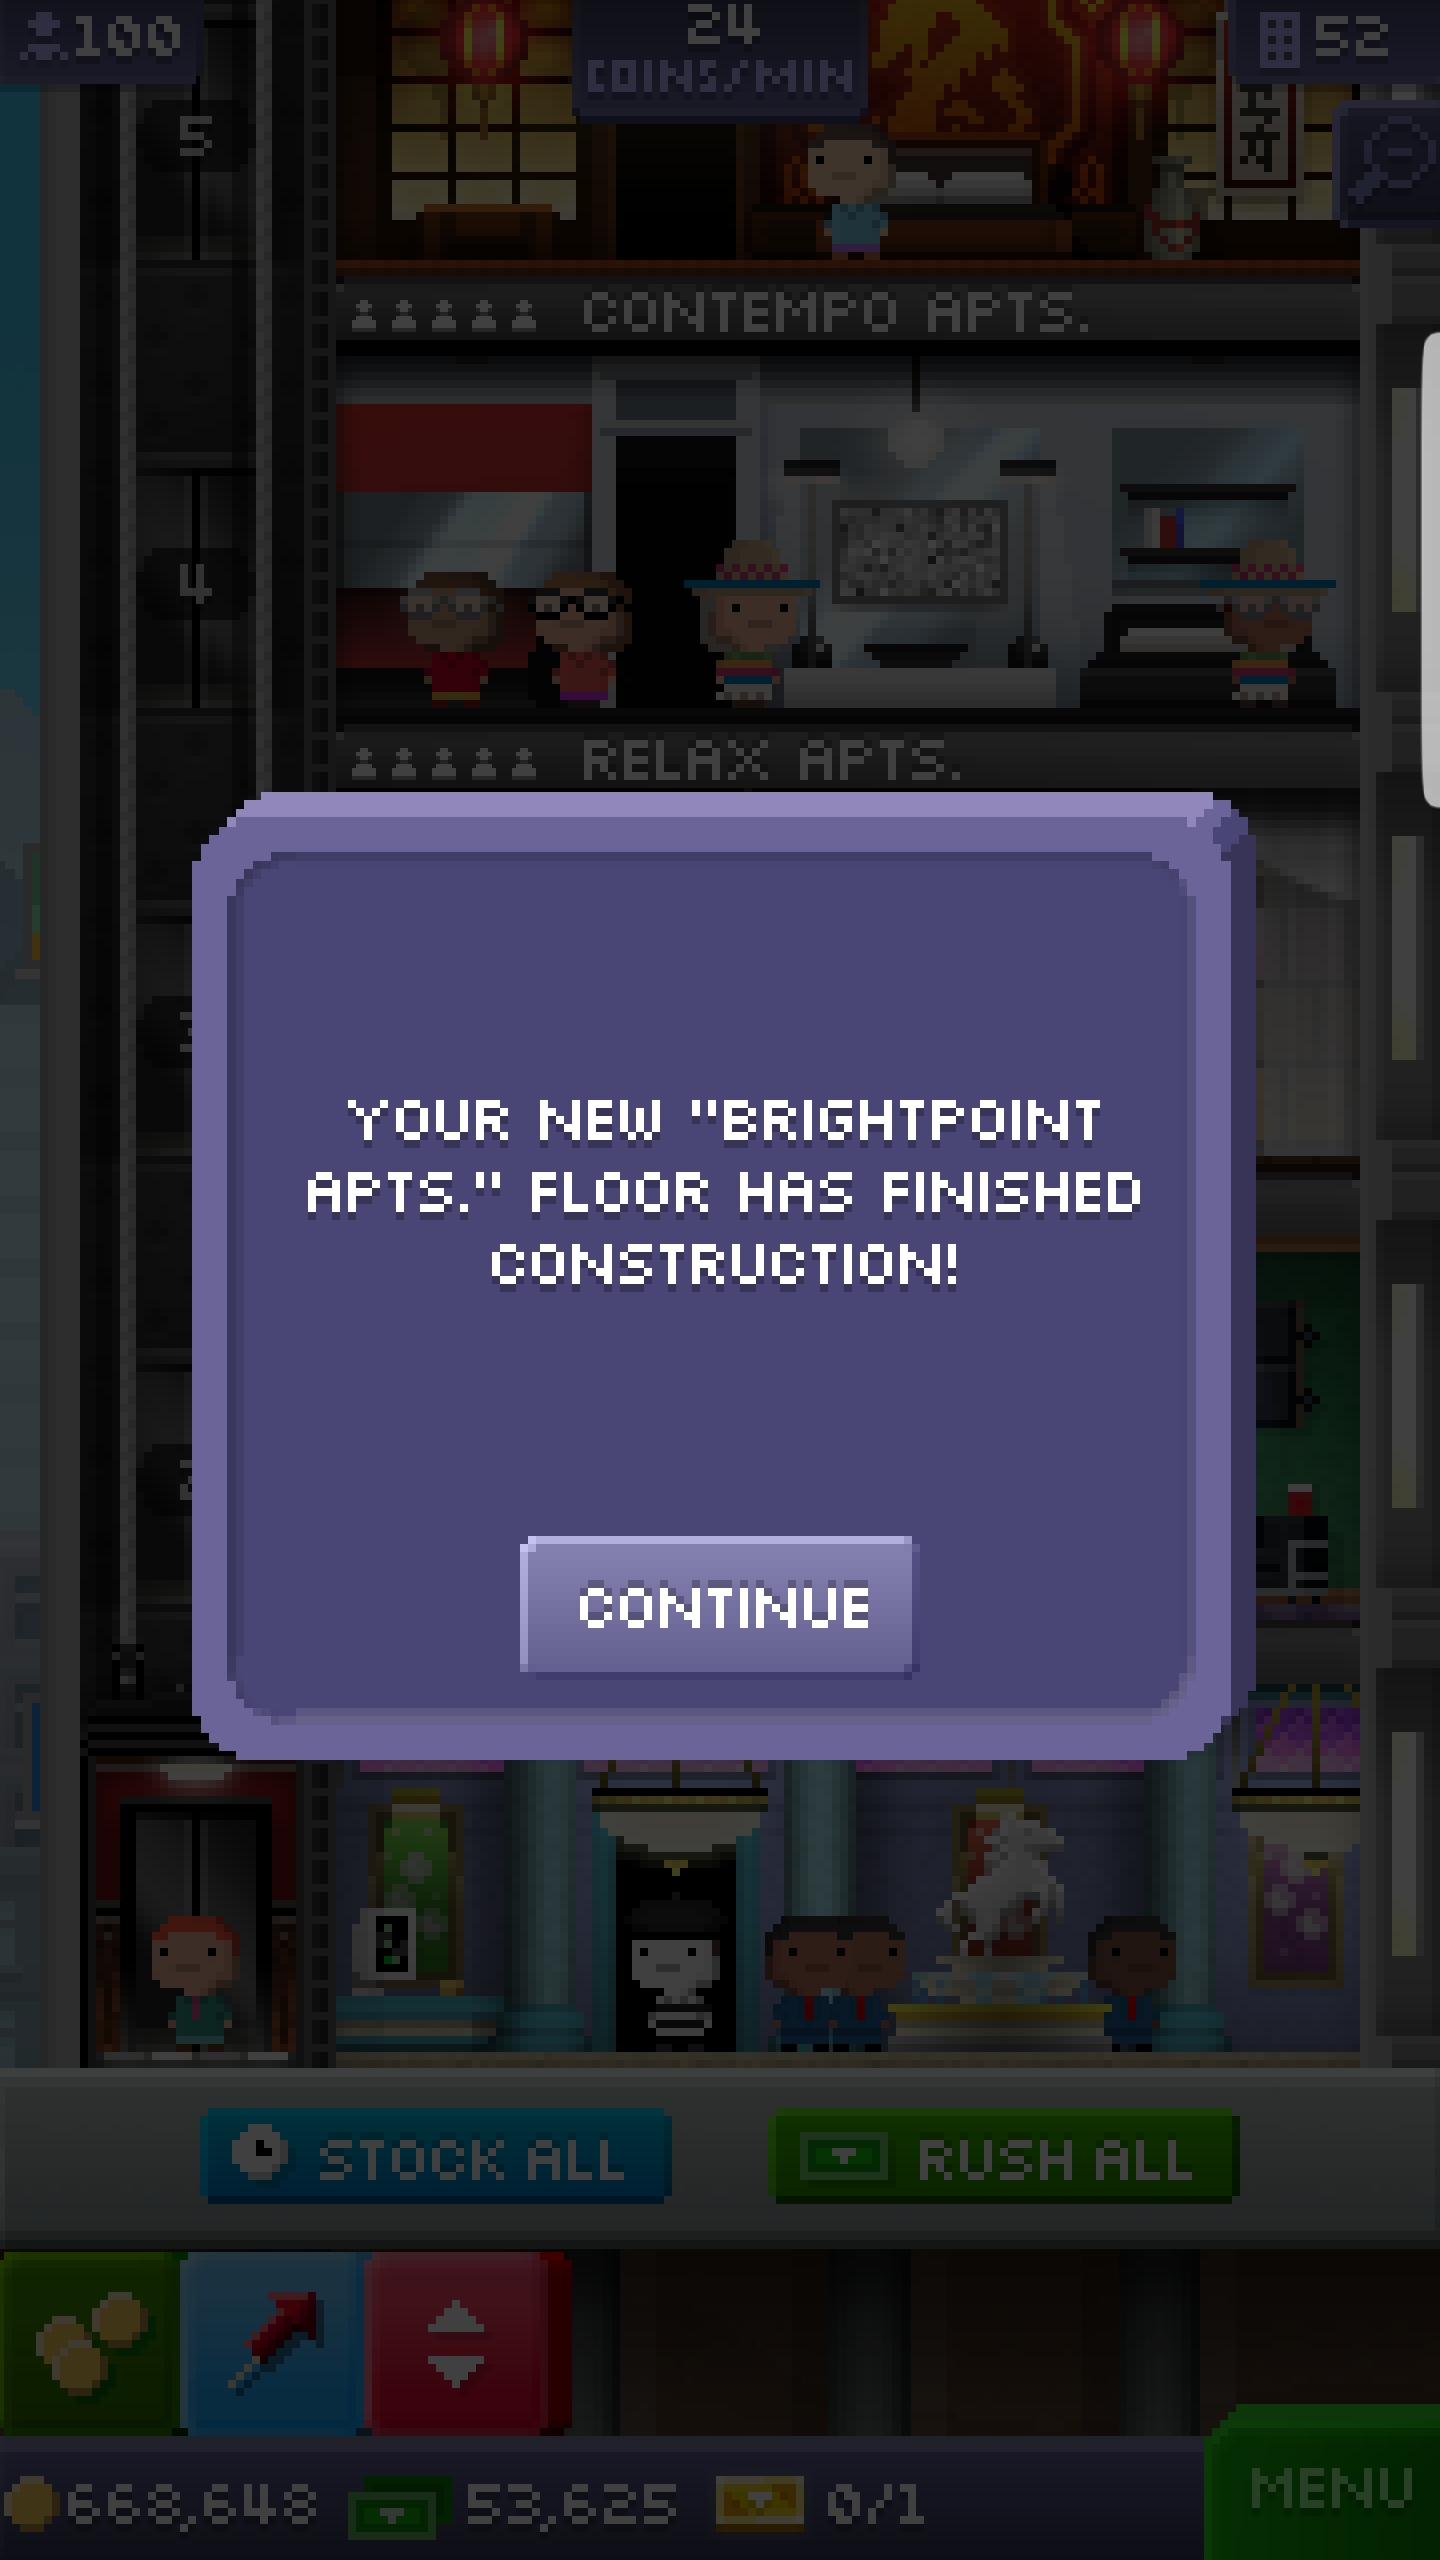 100
24
COINS/MIN
52
5
CONTEMPO APTS.
4
RELAX APTS.
YOUR NEW "BRIGHTPOINT
APTS." FLOOR HAS FINISHED
CONSTRUCTION!
CONTINUE
STOCK ALL
RUSH ALL
668,648
53,625
0/1
MENU